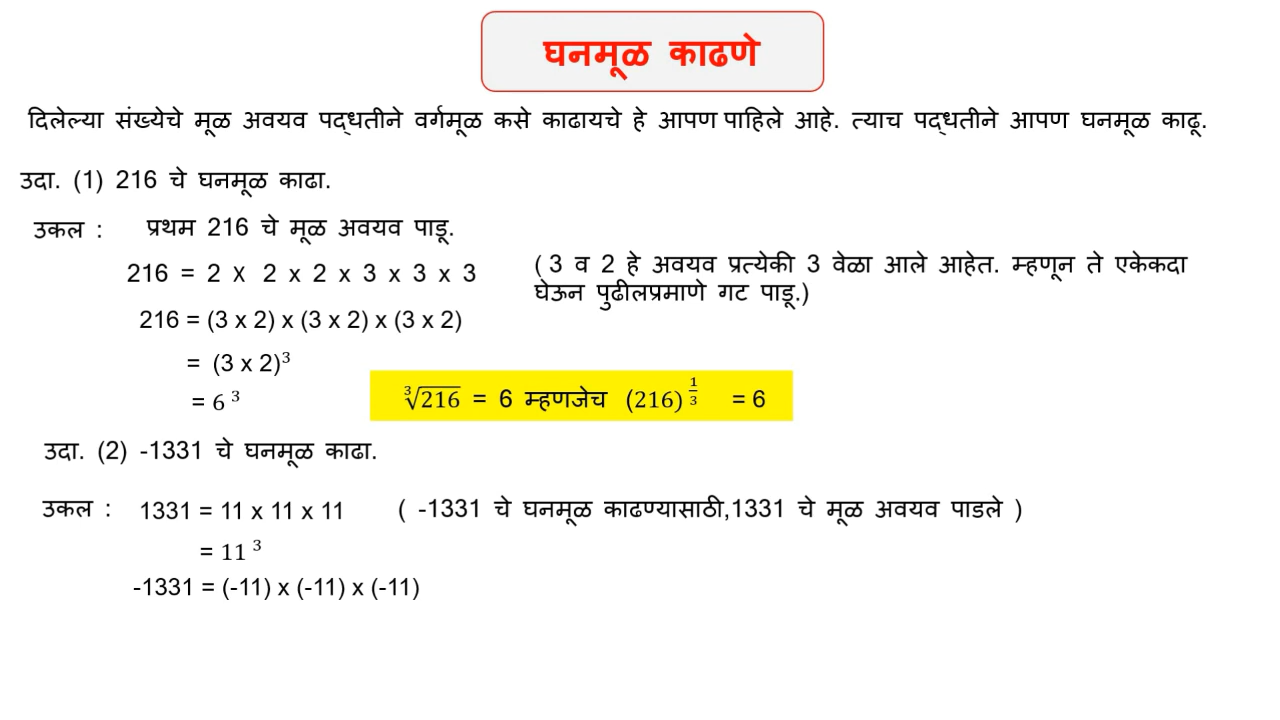 घनमूळ काढणे
दिलेल्या संख्येचे मूळ अवयव पद्धतीने वर्गमूळ कसे काढायचे हे आपण पाहिले आहे. त्याच पद्धतीने आपण घनमूळ काढू.
उदा. (1) 216 चे घनमूळ काढा.
उकल : प्रथम 216 चे मूळ अवयव पाडू.
216 = 2 X 2 x 2 x 3 x 3 x 3
( 3 व 2 हे अवयव प्रत्येकी 3 वेळा आले आहेत. म्हणून ते एकेकदा
घेऊन पुढीलप्रमाणे गट पाडू.)
216 = (3 x 2) x (3 x 2) x (3 x 2)
= (3 x 2)³
= 6 ³
∛216 = 6 म्हणजेच (216)^(1/3) = 6
उदा. (2) -1331 चे घनमूळ काढा.
उकल : 1331 = 11 x 11 x 11 ( -1331 चे घनमूळ काढण्यासाठी,1331 चे मूळ अवयव पाडले )
= 11 ³
-1331 = (-11) x (-11) x (-11)